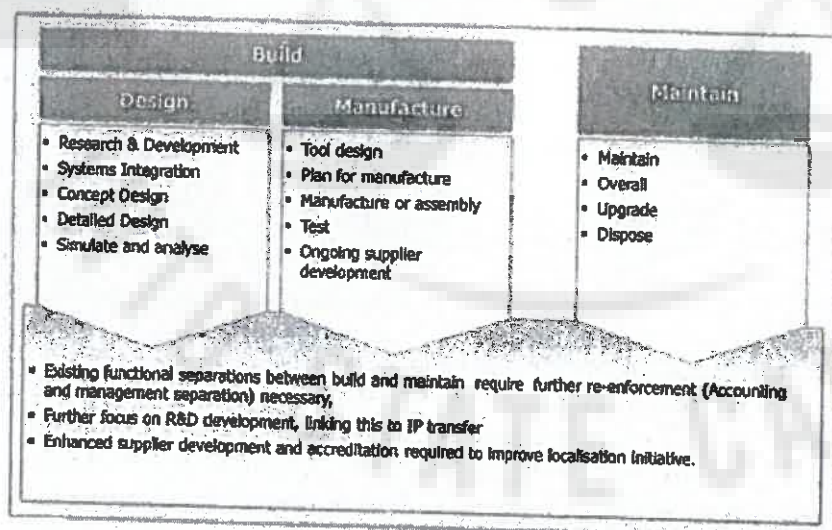 Build
Design
Manufacture
Maintain
Research & Development
Systems Integration
Concept Design
Detailed Design
Simulate and analyse
Tool design
Plan for manufacture
Manufacture or assembly
Test
Ongoing supplier
development
Maintain
Overall
Upgrade
Dispose
Existing functional separations between build and maintain require further re-enforcement (Accounting
and management separation) necessary,
Further focus on R&D development, linking this to IP transfer
Enhanced supplier development and accreditation required to improve localisation initiative.